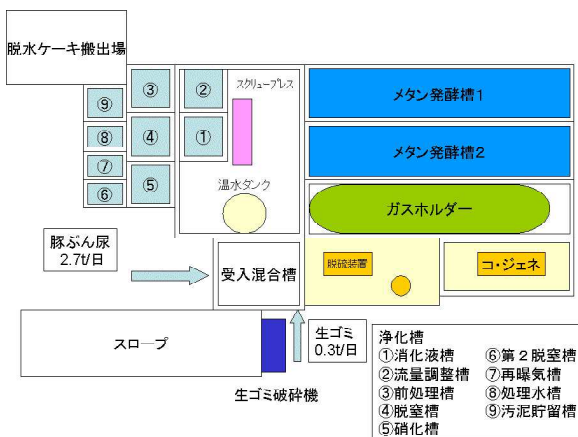 脱水ケーキ搬出場
⑨
⑧
⑦
⑥
③
④
⑤
②
①
スクリュープレス
温水タンク
メタン発酵槽1
メタン発酵槽2
ガスホルダー
豚ぷん尿
2.7t/日
受入混合槽
脱硫装置
コ・ジェネ
スロープ
生ゴミ
0.3t/日
生ゴミ破砕機
浄化槽
①消化液槽 ⑥第2脱窒槽
②流量調整槽 ⑦再曝気槽
③前処理槽 ⑧処理水槽
④脱窒槽 ⑨汚泥貯留槽
⑤硝化槽